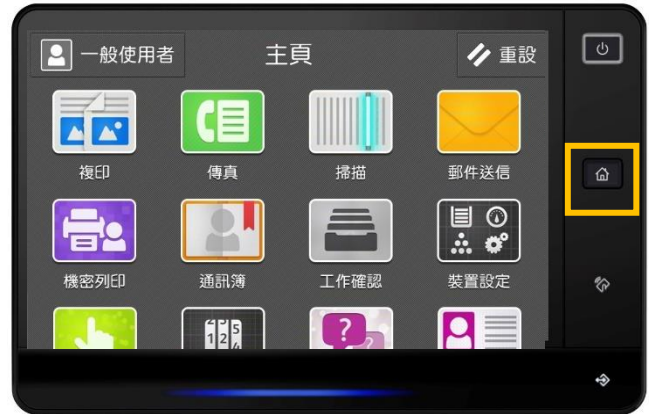 一般使用者
主頁
重設
複印
傳真
掃描
郵件送信
機密列印
通訊簿
工作確認
裝置設定